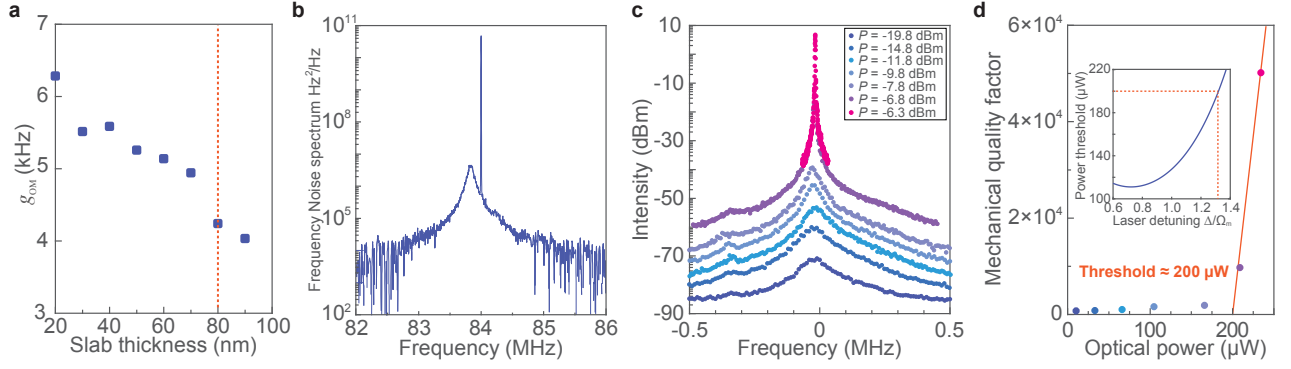 a
7
6
5
4
3
g_OM (kHz)
20 40 60 80 100
Slab thickness (nm)
b
10^11
10^8
10^5
10^2
Frequency Noise spectrum Hz^2/Hz
82 83 84 85 86
Frequency (MHz)
c
10
-10
-30
-50
-70
-90
Intensity (dBm)
P = -19.8 dBm
P = -14.8 dBm
P = -11.8 dBm
P = -9.8 dBm
P = -7.8 dBm
P = -6.8 dBm
P = -6.3 dBm
-0.5 0 0.5
Frequency (MHz)
d
6×10^4
4×10^4
2×10^4
0
Mechanical quality factor
220
180
140
100
Power threshold
(µW)
0.6 0.8 1.0 1.2 1.4
Laser detuning Δ/Ω_m
Threshold ≈ 200 µW
0 100 200
Optical power (µW)